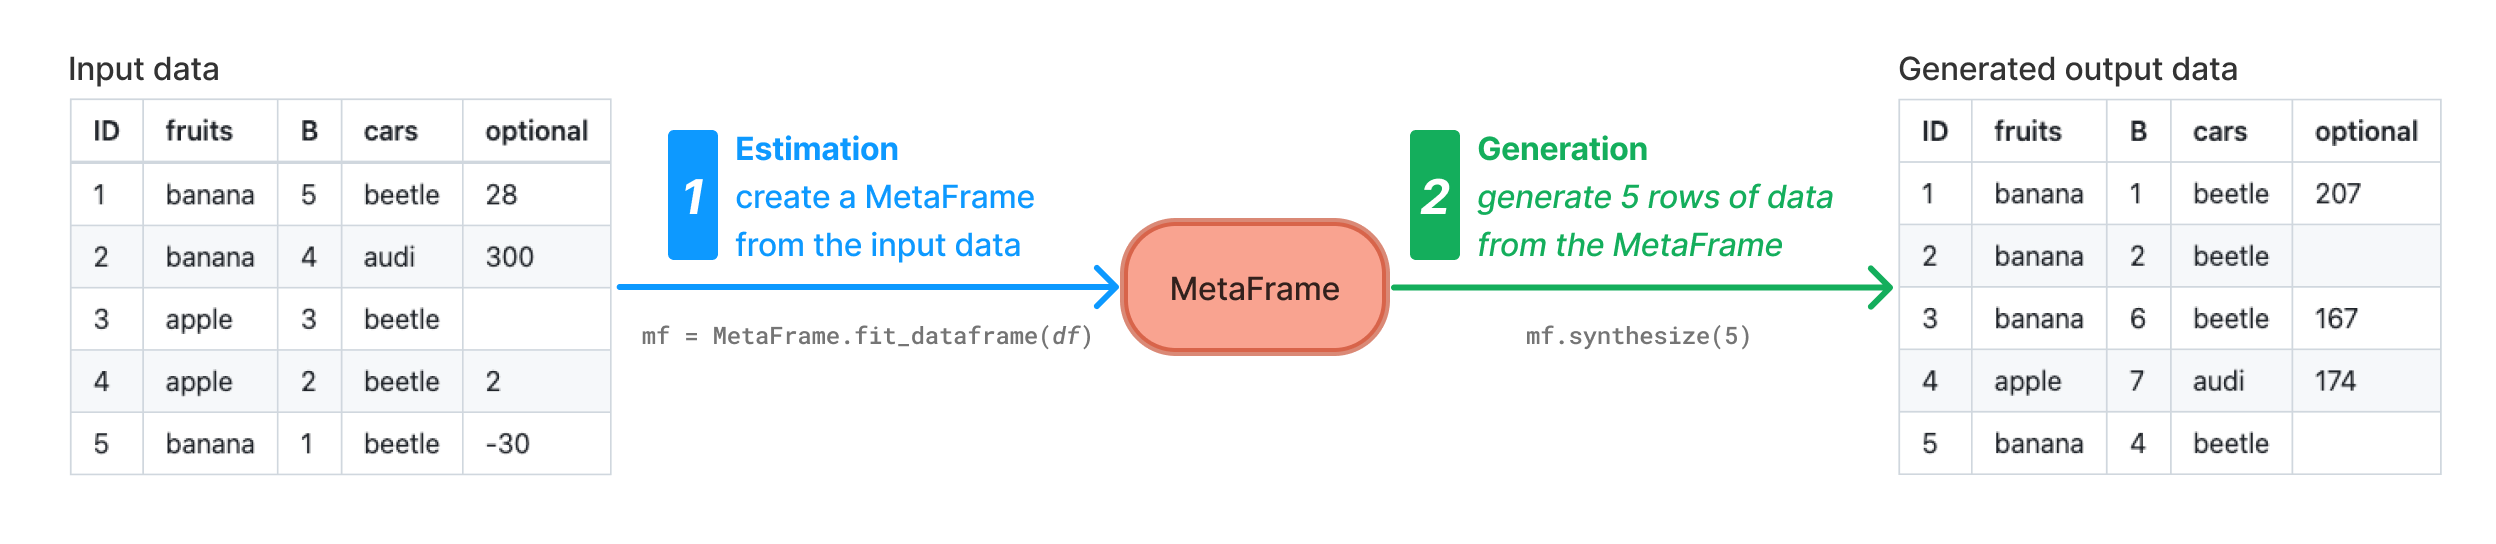 Input data
ID fruits B cars optional
1 banana 5 beetle 28
2 banana 4 audi 300
3 apple 3 beetle
4 apple 2 beetle 2
5 banana 1 beetle -30
1
Estimation
create a MetaFrame
from the input data
mf = MetaFrame.fit_dataframe(df)
MetaFrame
2
Generation
generate 5 rows of data
from the MetaFrame
mf.synthesize(5)
Generated output data
ID fruits B cars optional
1 banana 1 beetle 207
2 banana 2 beetle
3 banana 6 beetle 167
4 apple 7 audi 174
5 banana 4 beetle